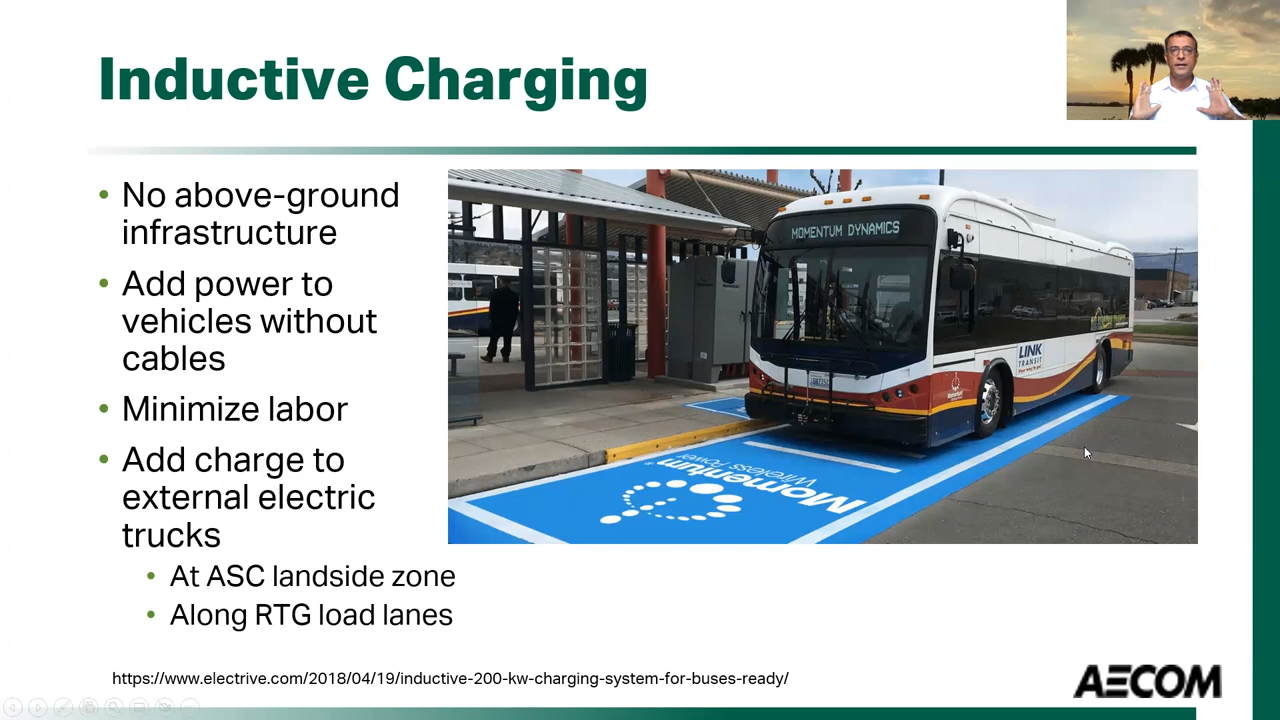 Inductive Charging
• No above-ground
infrastructure
• Add power to
vehicles without
cables
• Minimize labor
• Add charge to
external electric
trucks
• At ASC landside zone
• Along RTG load lanes
MOMENTUM DYNAMICS
LINK
TRANSIT
Momentum
Wireless Power
https://www.electrive.com/2018/04/19/inductive-200-kw-charging-system-for-buses-ready/
AECOM